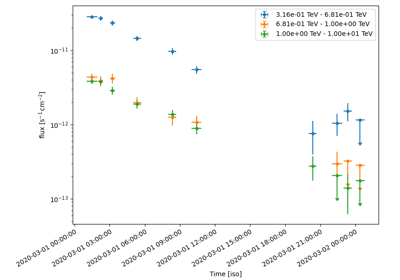 3.16e-01 TeV - 6.81e-01 TeV
6.81e-01 TeV - 1.00e+00 TeV
1.00e+00 TeV - 1.00e+01 TeV
10⁻¹¹
10⁻¹²
10⁻¹³
flux [s⁻¹cm⁻²]
2020-03-01 00:00:00
2020-03-01 03:00:00
2020-03-01 06:00:00
2020-03-01 09:00:00
2020-03-01 12:00:00
2020-03-01 15:00:00
2020-03-01 18:00:00
2020-03-01 21:00:00
2020-03-02 00:00:00
Time [iso]